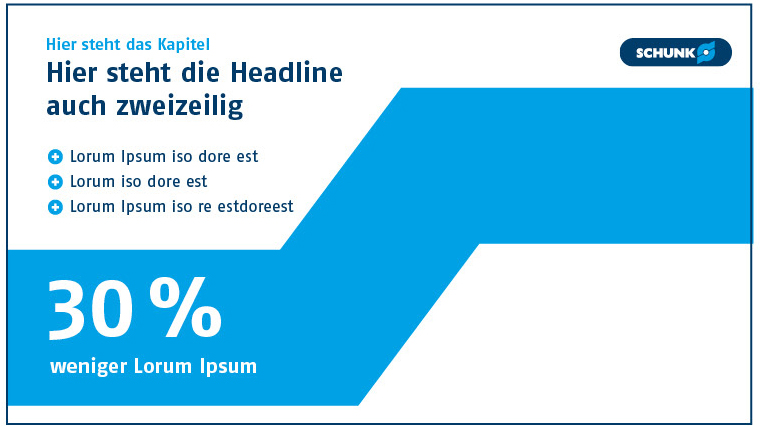 Hier steht das Kapitel
SCHUNK
Hier steht die Headline
auch zweizeilig
Lorum Ipsum iso dore est
Lorum iso dore est
Lorum Ipsum iso re estdoreest
30 %
weniger Lorum Ipsum